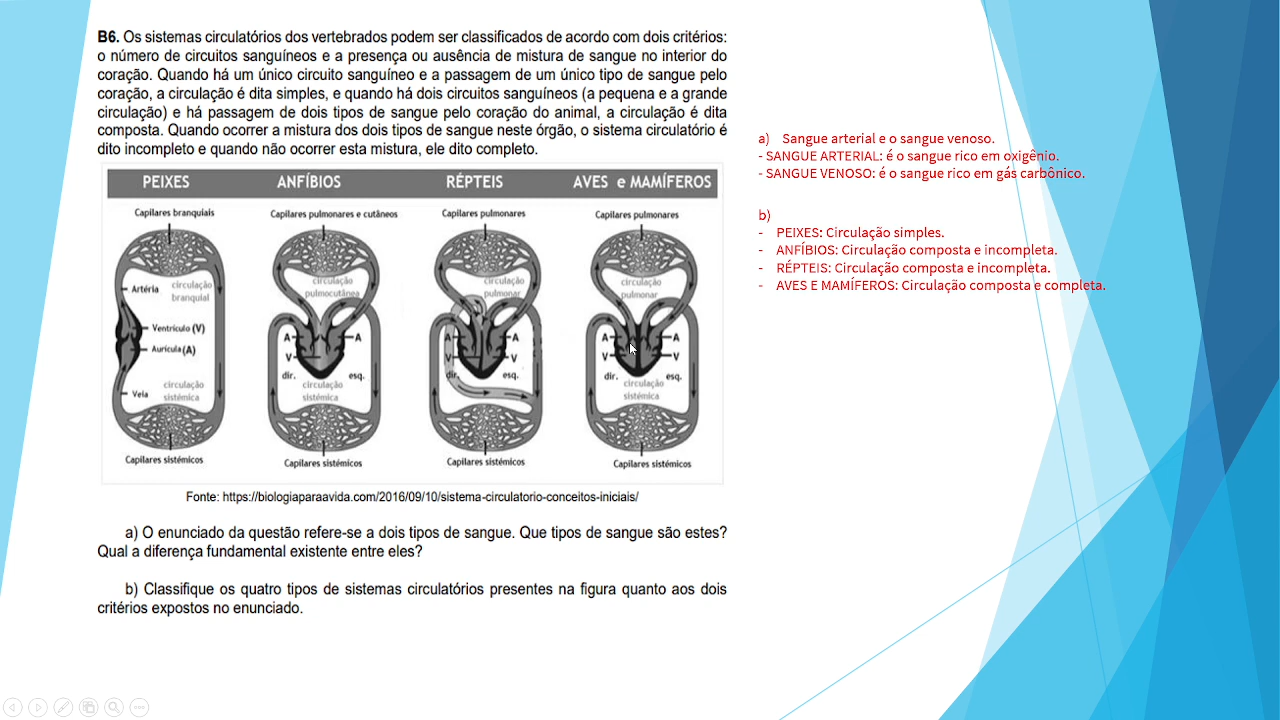 B6. Os sistemas circulatórios dos vertebrados podem ser classificados de acordo com dois critérios:
o número de circuitos sanguíneos e a presença ou ausência de mistura de sangue no interior do
coração. Quando há um único circuito sanguíneo e a passagem de um único tipo de sangue pelo
coração, a circulação é dita simples, e quando há dois circuitos sanguíneos (a pequena e a grande
circulação) e há passagem de dois tipos de sangue pelo coração do animal, a circulação é dita
composta. Quando ocorrer a mistura dos dois tipos de sangue neste órgão, o sistema circulatório é
dito incompleto e quando não ocorrer esta mistura, ele dito completo.
PEIXES
Capilares branquiais
circulação
branquial
Artéria
Ventrículo (V)
Aurícula (A)
circulação
sistémica
Veia
Capilares sistémicos
ANFÍBIOS
Capilares pulmonares e cutâneos
circulação
pulmocutânea
A
A
V
dir.
esq.
circulação
sistémica
Capilares sistémicos
RÉPTEIS
Capilares pulmonares
circulação
pulmonar
A
A
V
V
dir.
esq.
Capilares sistémicos
AVES e MAMÍFEROS
Capilares pulmonares
circulação
pulmonar
A
A
V
V
dir.
esq.
circulação
sistémica
Capilares sistémicos
Fonte: https://biologiaparaavida.com/2016/09/10/sistema-circulatorio-conceitos-iniciais/
a) O enunciado da questão refere-se a dois tipos de sangue. Que tipos de sangue são estes?
Qual a diferença fundamental existente entre eles?
b) Classifique os quatro tipos de sistemas circulatórios presentes na figura quanto aos dois
critérios expostos no enunciado.
a) Sangue arterial e o sangue venoso.
- SANGUE ARTERIAL: é o sangue rico em oxigênio.
- SANGUE VENOSO: é o sangue rico em gás carbônico.
b)
- PEIXES: Circulação simples.
- ANFÍBIOS: Circulação composta e incompleta.
- RÉPTEIS: Circulação composta e incompleta.
- AVES E MAMÍFEROS: Circulação composta e completa.